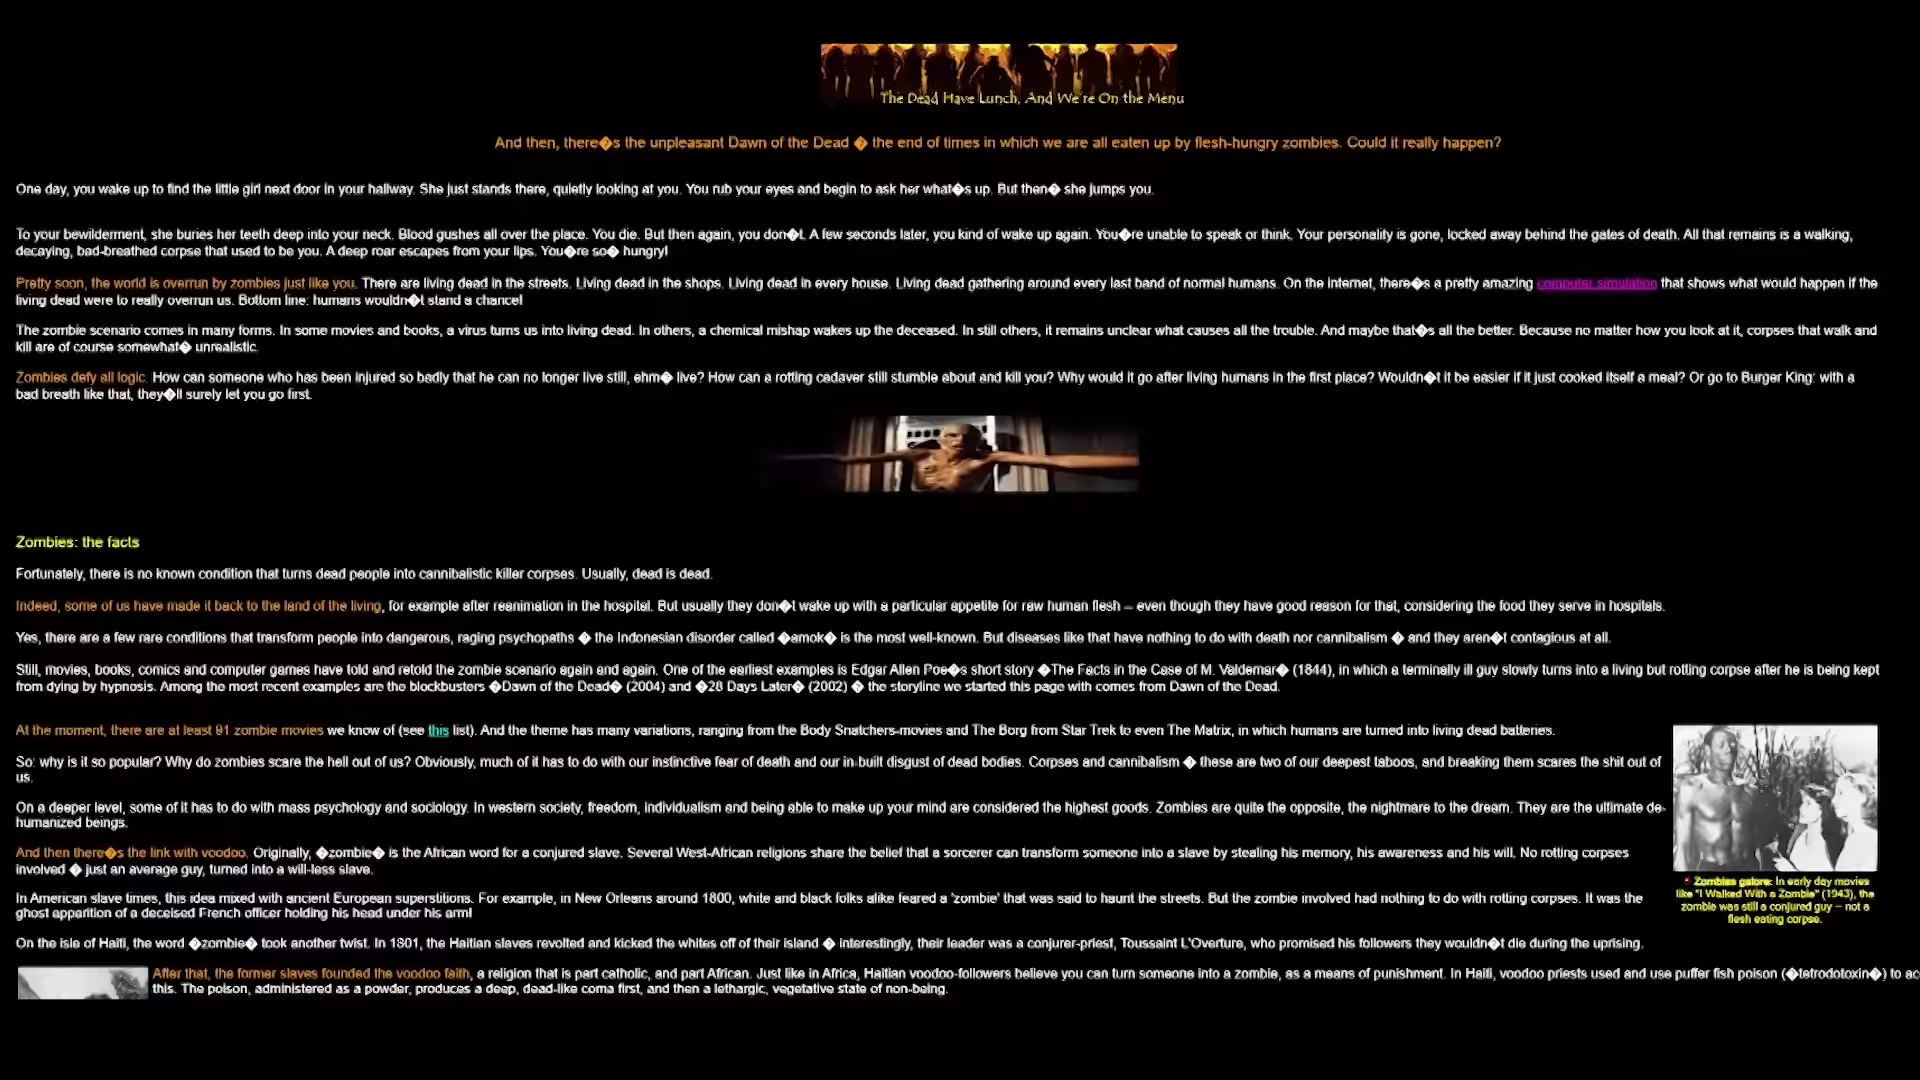 The Dead Have Lunch, And We're On the Menu
And then, there�s the unpleasant Dawn of the Dead � the end of times in which we are all eaten up by flesh-hungry zombies. Could it really happen?
One day, you wake up to find the little girl next door in your hallway. She just stands there, quietly looking at you. You rub your eyes and begin to ask her what�s up. But then� she jumps you.
To your bewilderment, she buries her teeth deep into your neck. Blood gushes all over the place. You die. But then again, you don�t. A few seconds later, you kind of wake up again. You�re unable to speak or think. Your personality is gone, locked away behind the gates of death. All that remains is a walking,
decaying, bad-breathed corpse that used to be you. A deep roar escapes from your lips. You�re so� hungry!
Pretty soon, the world is overrun by zombies just like you. There are living dead in the streets. Living dead in the shops. Living dead in every house. Living dead gathering around every last band of normal humans. On the internet, there�s a pretty amazing computer simulation that shows what would happen if the
living dead were to really overrun us. Bottom line: humans wouldn�t stand a chance!
The zombie scenario comes in many forms. In some movies and books, a virus turns us into living dead. In others, a chemical mishap wakes up the deceased. In still others, it remains unclear what causes all the trouble. And maybe that�s all the better. Because no matter how you look at it, corpses that walk and
kill are of course somewhat� unrealistic.
Zombies defy all logic. How can someone who has been injured so badly that he can no longer live still, ehm� live? How can a rotting cadaver still stumble about and kill you? Why would it go after living humans in the first place? Wouldn�t it be easier if it just cooked itself a meal? Or go to Burger King: with a
bad breath like that, they�ll surely let you go first.
Zombies: the facts
Fortunately, there is no known condition that turns dead people into cannibalistic killer corpses. Usually, dead is dead.
Indeed, some of us have made it back to the land of the living, for example after reanimation in the hospital. But usually they don�t wake up with a particular appetite for raw human flesh -- even though they have good reason for that, considering the food they serve in hospitals.
Yes, there are a few rare conditions that transform people into dangerous, raging psychopaths � the Indonesian disorder called �amok� is the most well-known. But diseases like that have nothing to do with death nor cannibalism � and they aren�t contagious at all.
Still, movies, books, comics and computer games have told and retold the zombie scenario again and again. One of the earliest examples is Edgar Allen Poe�s short story �The Facts in the Case of M. Valdemar� (1844), in which a terminally ill guy slowly turns into a living but rotting corpse after he is being kept
from dying by hypnosis. Among the most recent examples are the blockbusters �Dawn of the Dead� (2004) and �28 Days Later� (2002) � the storyline we started this page with comes from Dawn of the Dead.
At the moment, there are at least 91 zombie movies we know of (see this list). And the theme has many variations, ranging from the Body Snatchers-movies and The Borg from Star Trek to even The Matrix, in which humans are turned into living dead batteries.
So: why is it so popular? Why do zombies scare the hell out of us? Obviously, much of it has to do with our instinctive fear of death and our in-built disgust of dead bodies. Corpses and cannibalism � these are two of our deepest taboos, and breaking them scares the shit out of
us.
On a deeper level, some of it has to do with mass psychology and sociology. In western society, freedom, individualism and being able to make up your mind are considered the highest goods. Zombies are quite the opposite, the nightmare to the dream. They are the ultimate de-
humanized beings.
And then there�s the link with voodoo. Originally, �zombie� is the African word for a conjured slave. Several West-African religions share the belief that a sorcerer can transform someone into a slave by stealing his memory, his awareness and his will. No rotting corpses
involved � just an average guy, turned into a will-less slave.
In American slave times, this idea mixed with ancient European superstitions. For example, in New Orleans around 1800, white and black folks alike feared a 'zombie' that was said to haunt the streets. But the zombie involved had nothing to do with rotting corpses. It was the
ghost apparition of a deceised French officer holding his head under his arm!
Zombies galore: In early day movies
like "I Walked With a Zombie" (1943), the
zombie was still a conjured guy -- not a
flesh eating corpse.
On the isle of Haiti, the word �zombie� took another twist. In 1801, the Haitian slaves revolted and kicked the whites off of their island � interestingly, their leader was a conjurer-priest, Toussaint L'Overture, who promised his followers they wouldn�t die during the uprising.
After that, the former slaves founded the voodoo faith, a religion that is part catholic, and part African. Just like in Africa, Haitian voodoo-followers believe you can turn someone into a zombie, as a means of punishment. In Haiti, voodoo priests used and use puffer fish poison (�tetrodotoxin�) to
this. The poison, administered as a powder, produces a deep, dead-like coma first, and then a lethargic, vegetative state of non-being.